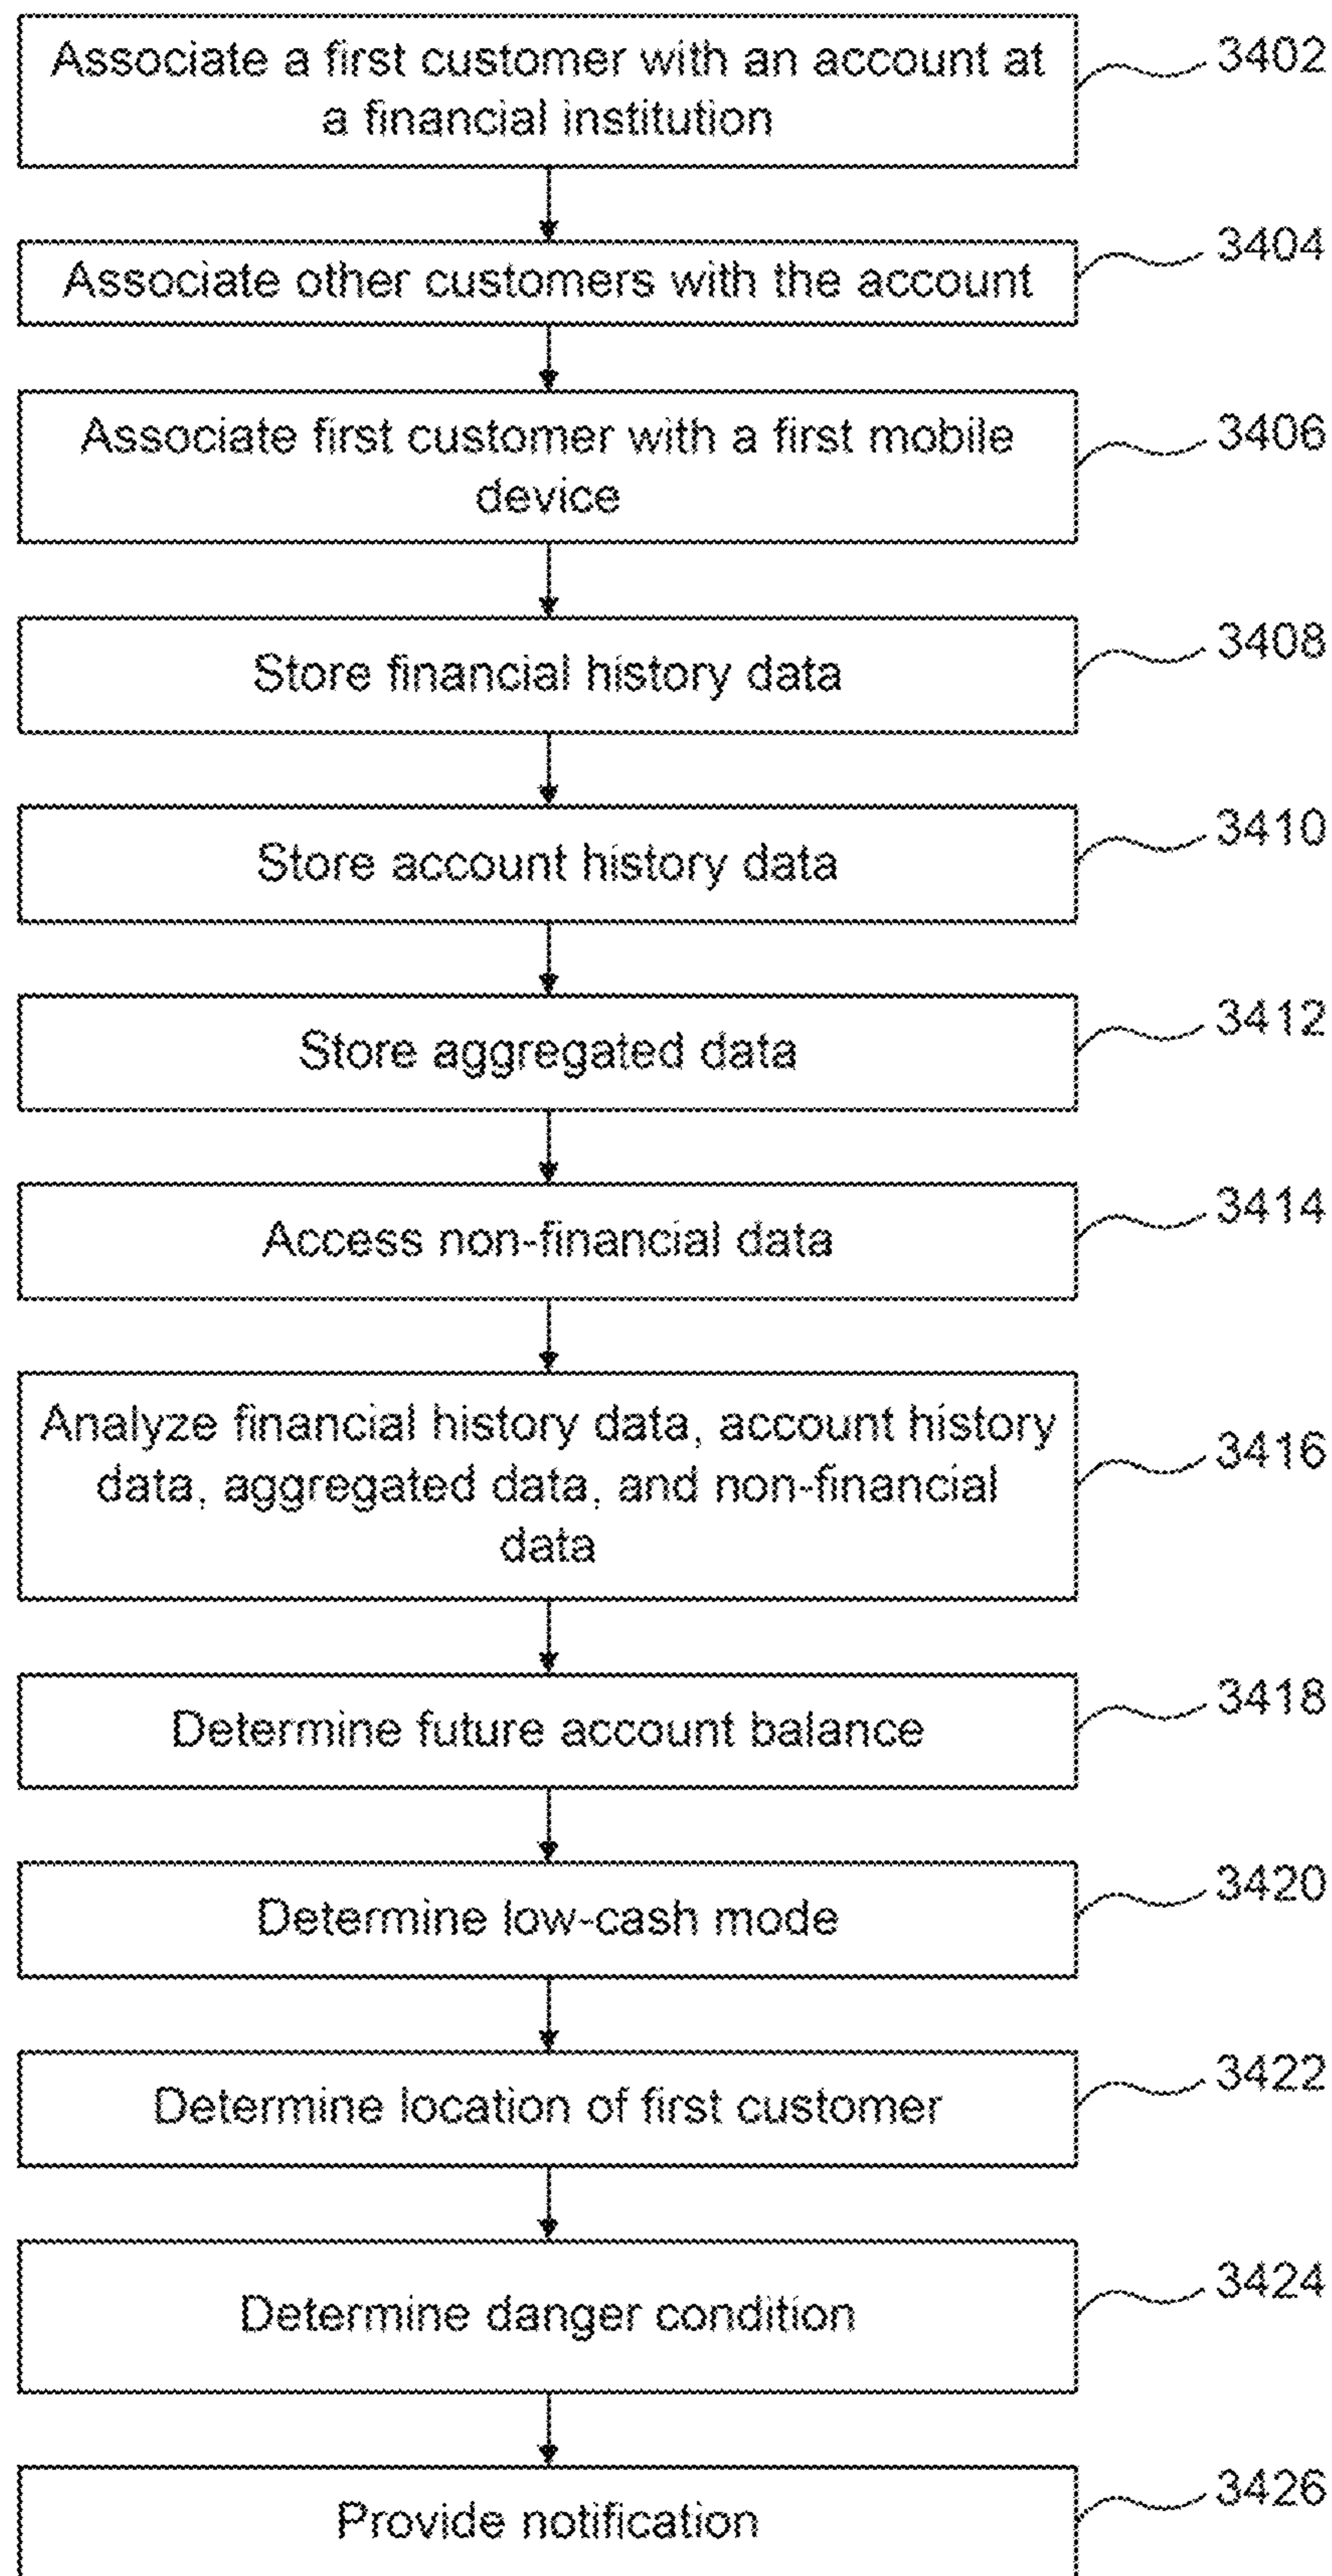 Associate a first customer with an account at
a financial institution
3402
Associate other customers with the account
3404
Associate first customer with a first mobile
device
3406
Store financial history data
3408
Store account history data
3410
Store aggregated data
3412
Access non-financial data
3414
Analyze financial history data, account history
data, aggregated data, and non-financial
data
3416
Determine future account balance
3418
Determine low-cash mode
3420
Determine location of first customer
3422
Determine danger condition
3424
Provide notification
3426